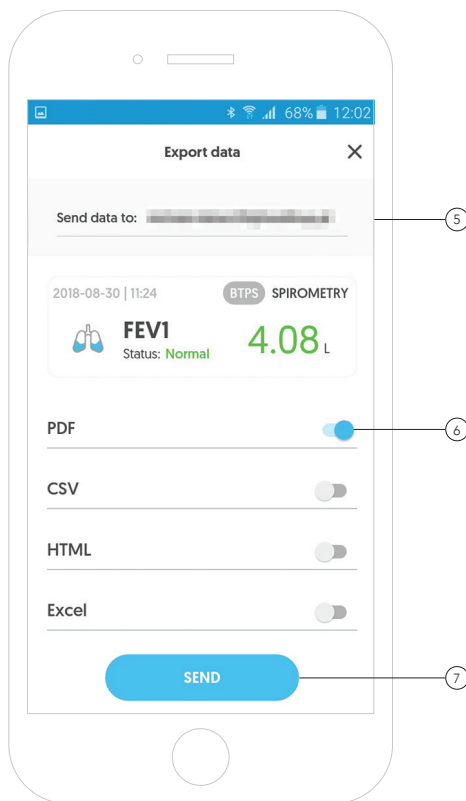 68% 12:02
Export data
Send data to:
5
2018-08-30 | 11:24 BTPS SPIROMETRY
FEV1 4.08 L
Status: Normal
PDF
6
CSV
HTML
Excel
SEND
7